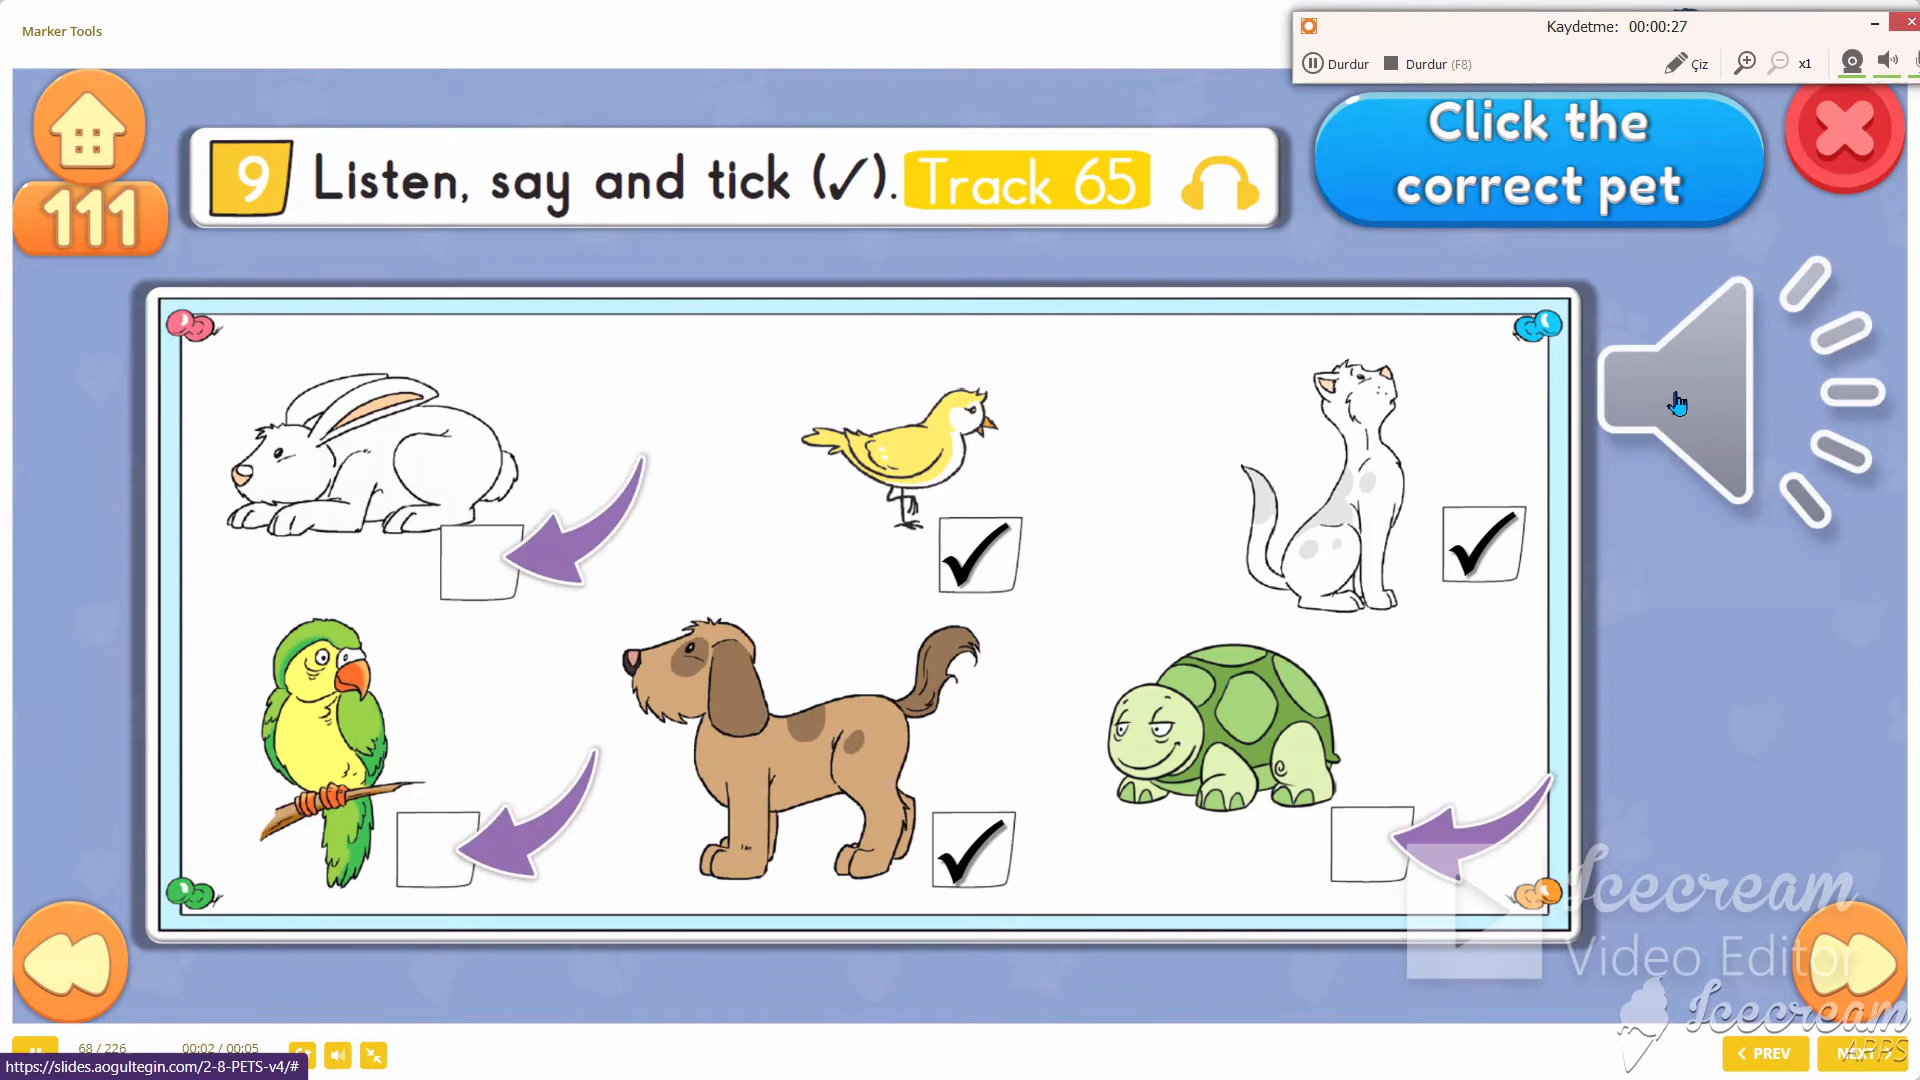 Marker Tools
Kaydetme: 00:00:27
Durdur Durdur (F8) Çiz x1
111
9 Listen, say and tick (✓). Track 65
Click the
correct pet
Icecream
Video Editor
Icecream
APPS
68 / 226 00:02 / 00:05
PREV NEXT
https://slides.aogultegin.com/2-8-PETS-v4/#